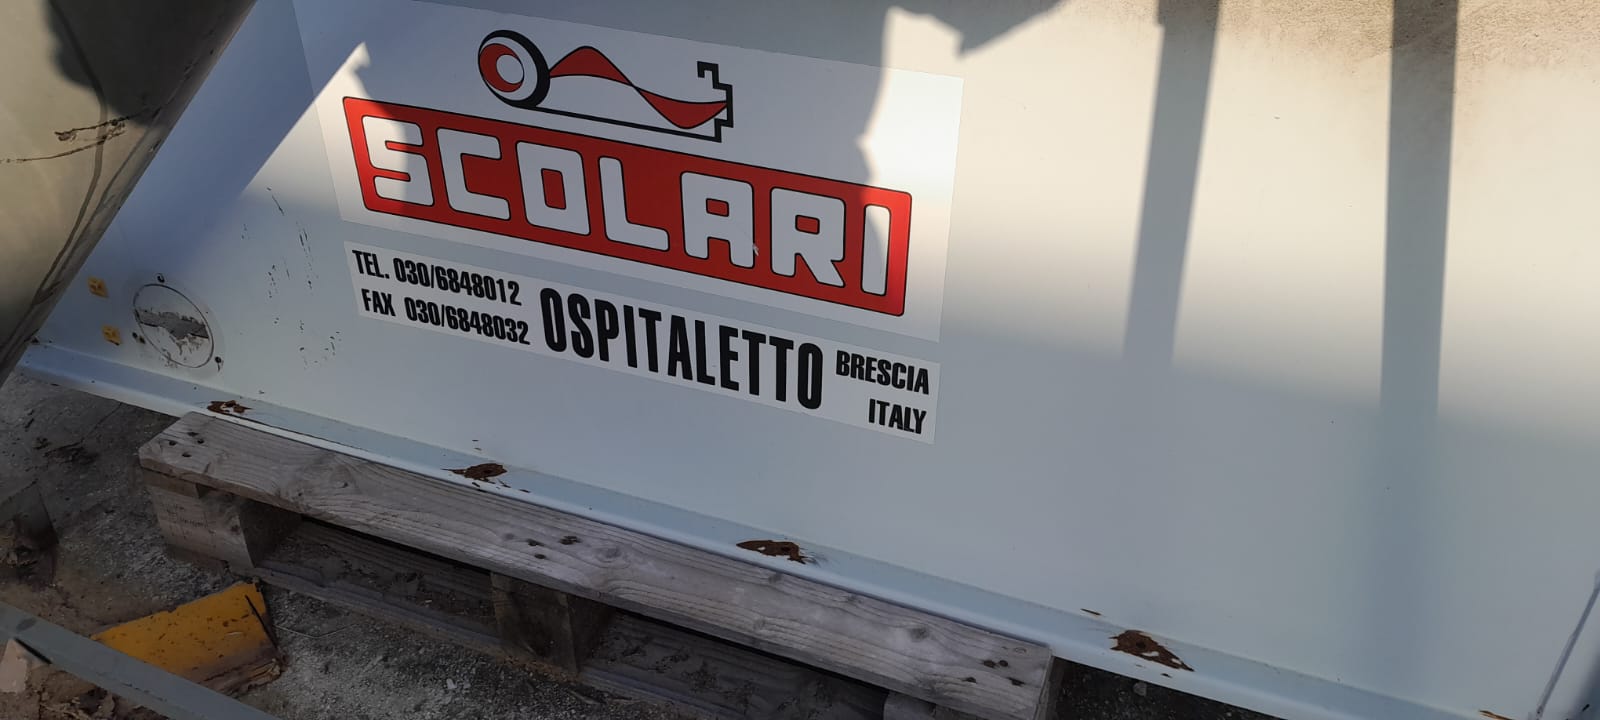 SCOLARI
TEL. 030/6848012
FAX 030/6848032
OSPITALETTO
BRESCIA
ITALY